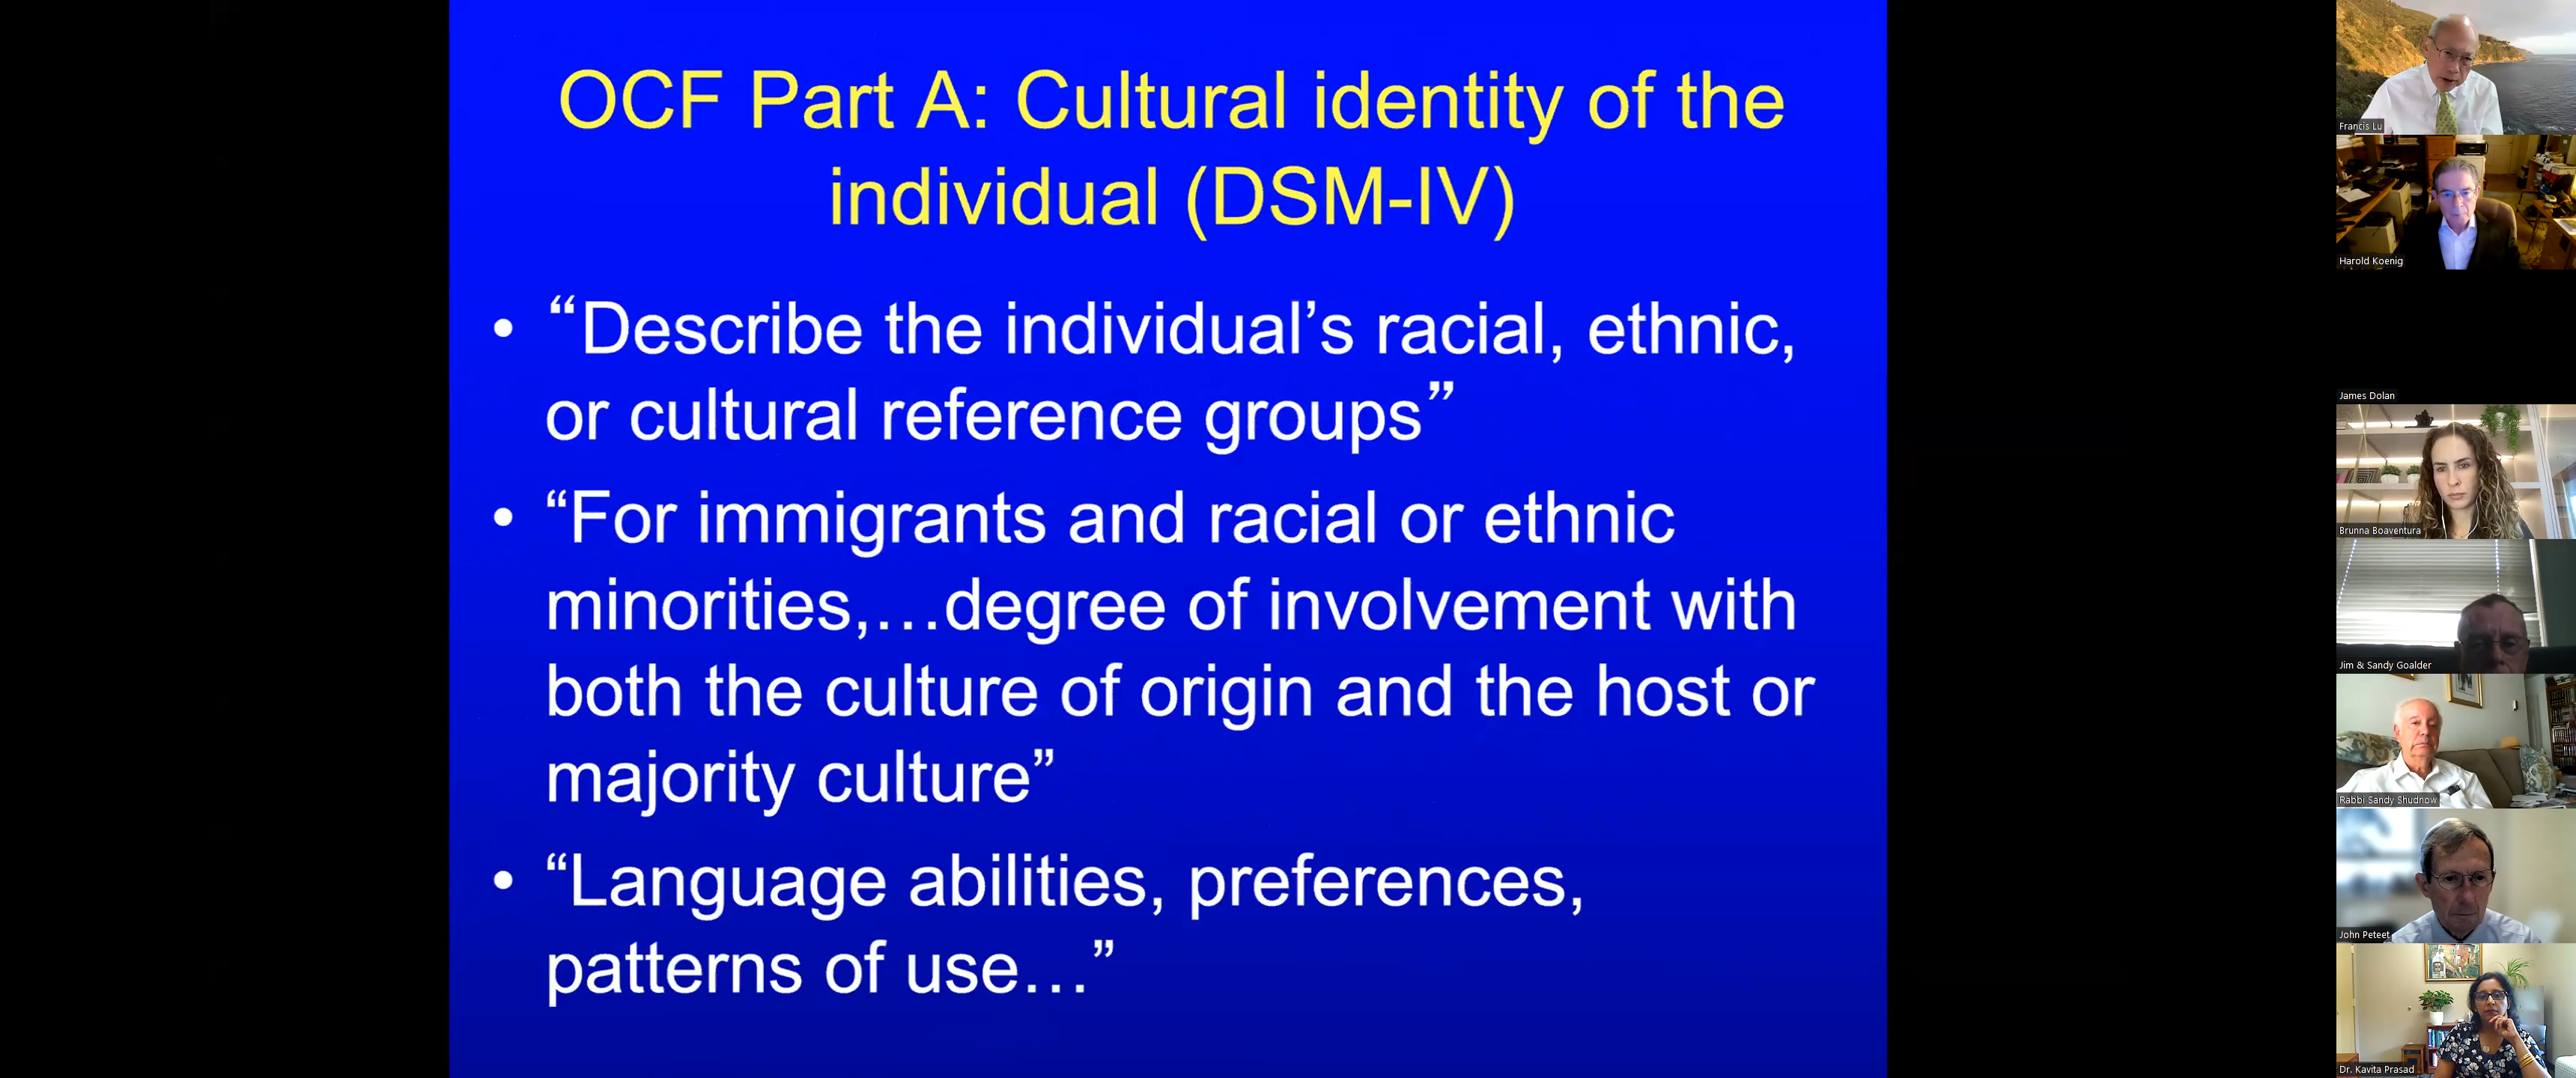 OCF Part A: Cultural identity of the
individual (DSM-IV)
• “Describe the individual’s racial, ethnic,
or cultural reference groups”
• “For immigrants and racial or ethnic
minorities,…degree of involvement with
both the culture of origin and the host or
majority culture”
• “Language abilities, preferences,
patterns of use…”
Francis Lu
Harold Koenig
James Dolan
Brunna Boaventura
Jim & Sandy Goalder
Rabbi Sandy Shudnow
John Peteet
Dr. Kavita Prasad